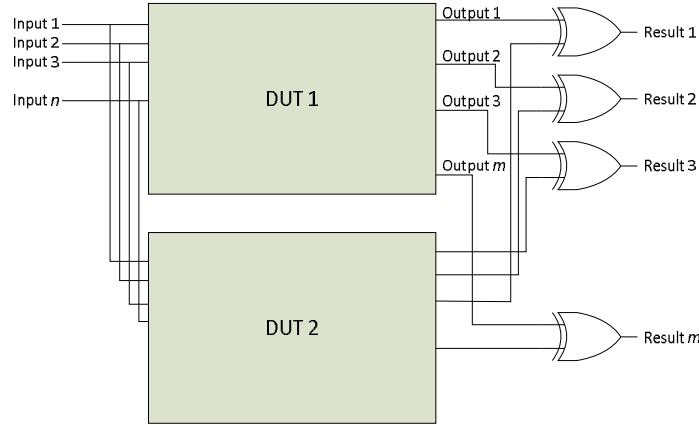 Input 1
Input 2
Input 3
Input n
DUT 1
Output 1
Output 2
Output 3
Output m
Result 1
Result 2
Result 3
DUT 2
Result m